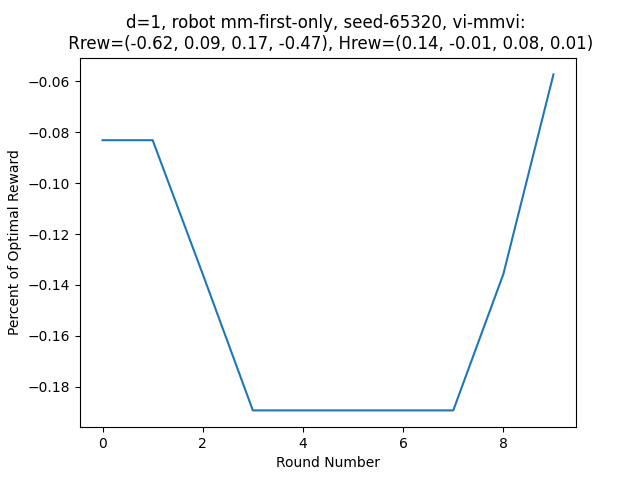 d=1, robot mm-first-only, seed-65320, vi-mmvi:
Rrew=(-0.62, 0.09, 0.17, -0.47), Hrew=(0.14, -0.01, 0.08, 0.01)
−0.06
−0.08
−0.10
−0.12
−0.14
−0.16
−0.18
Percent of Optimal Reward
0 2 4 6 8
Round Number